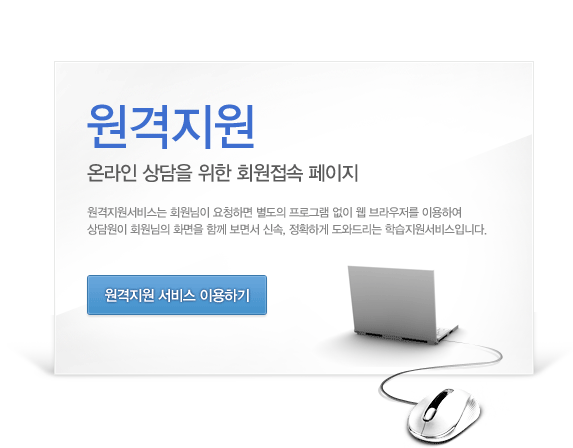 원격지원
온라인 상담을 위한 회원접속 페이지
원격지원서비스는 회원님이 요청하면 별도의 프로그램 없이 웹 브라우저를 이용하여
상담원이 회원님의 화면을 함께 보면서 신속, 정확하게 도와드리는 학습지원서비스입니다.
원격지원 서비스 이용하기